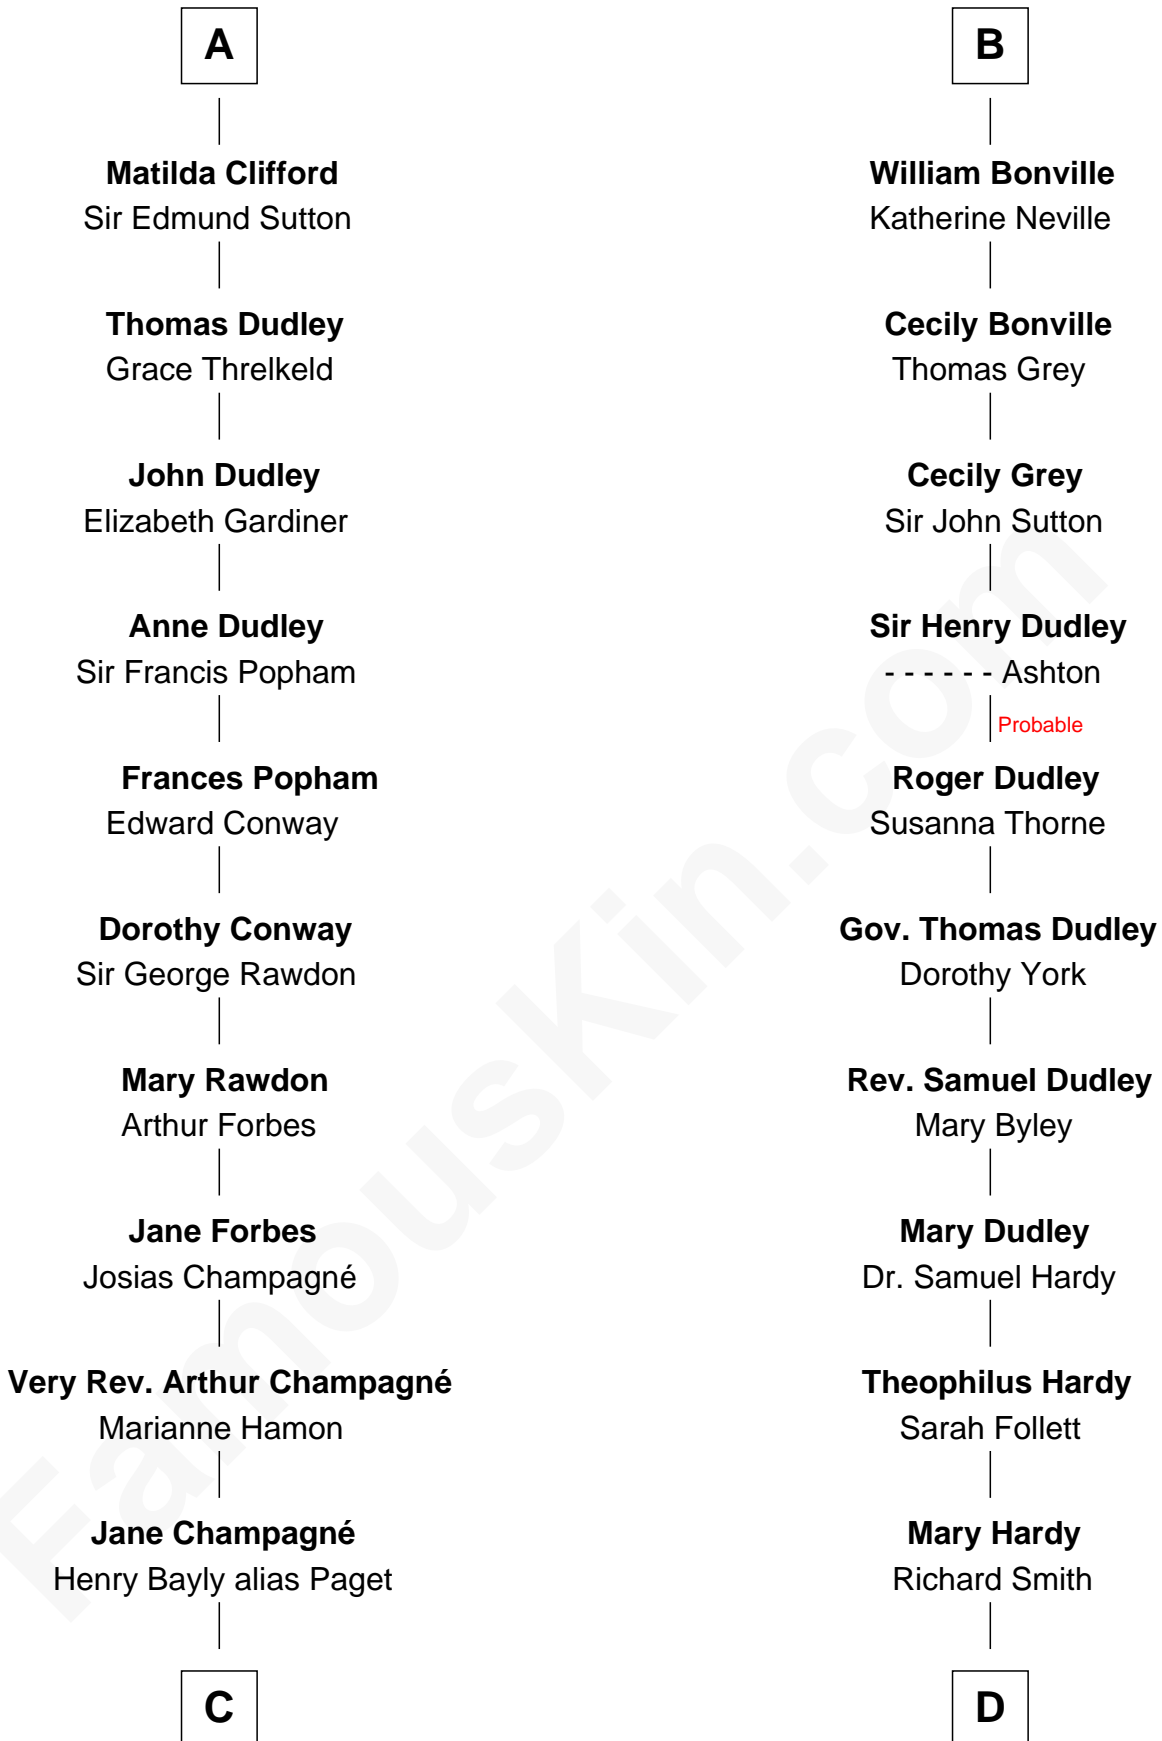 A
Matilda Clifford
Sir Edmund Sutton
Thomas Dudley
Grace Threlkeld
John Dudley
Elizabeth Gardiner
Anne Dudley
Sir Francis Popham
Frances Popham
Edward Conway
Dorothy Conway
Sir George Rawdon
Mary Rawdon
Arthur Forbes
Jane Forbes
Josias Champagné
Very Rev. Arthur Champagné
Marianne Hamon
Jane Champagné
Henry Bayly alias Paget
C
B
William Bonville
Katherine Neville
Cecily Bonville
Thomas Grey
Cecily Grey
Sir John Sutton
Sir Henry Dudley
- - - - - - Ashton
Probable
Roger Dudley
Susanna Thorne
Gov. Thomas Dudley
Dorothy York
Rev. Samuel Dudley
Mary Byley
Mary Dudley
Dr. Samuel Hardy
Theophilus Hardy
Sarah Follett
Mary Hardy
Richard Smith
D
FamousKin.com